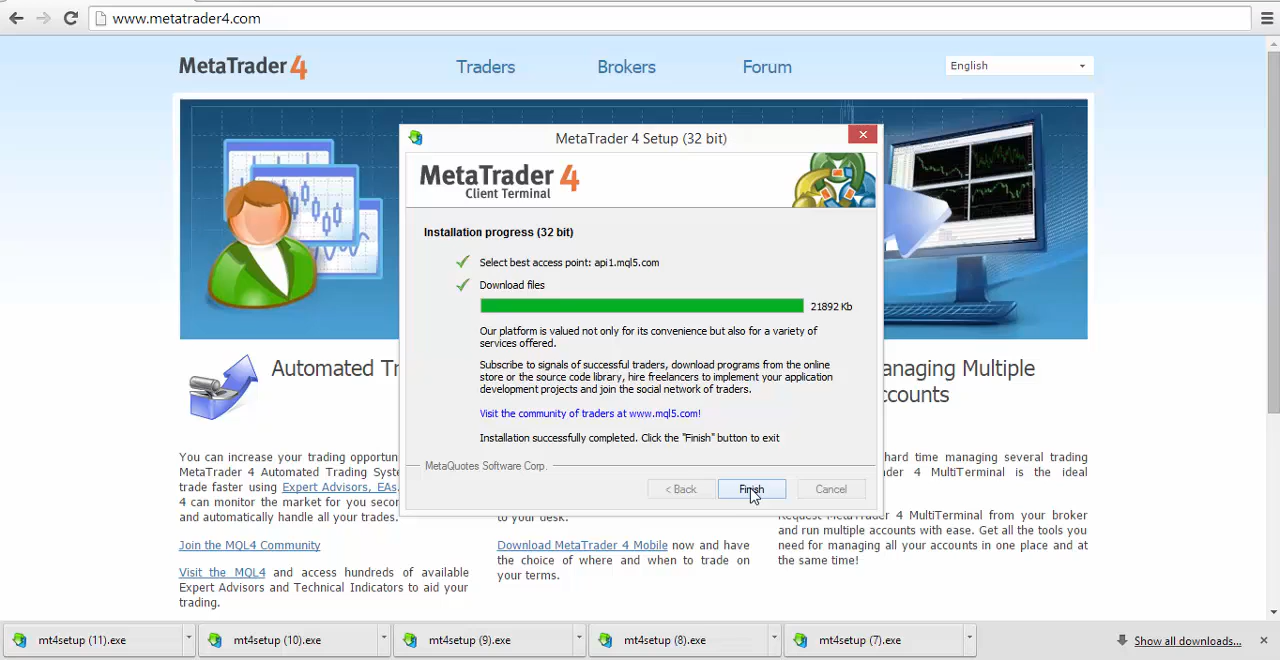 www.metatrader4.com
MetaTrader 4
Traders
Brokers
Forum
English
MetaTrader 4 Setup (32 bit)
MetaTrader 4
Client Terminal
Installation progress (32 bit)
Select best access point: api1.mql5.com
Download files
21892 Kb
Our platform is valued not only for its convenience but also for a variety of
services offered.
Subscribe to signals of successful traders, download programs from the online
store or the source code library, hire freelancers to implement your application
development projects and join the social network of traders.
Visit the community of traders at www.mql5.com!
Installation successfully completed. Click the "Finish" button to exit
MetaQuotes Software Corp.
< Back
Finish
Cancel
Automated Tr
You can increase your trading opportun
MetaTrader 4 Automated Trading Syste
trade faster using Expert Advisors, EAs.
4 can monitor the market for you secon
and automatically handle all your trades.
Join the MQL4 Community
Visit the MQL4 and access hundreds of available
Expert Advisors and Technical Indicators to aid your
trading.
to your desk.
Download MetaTrader 4 Mobile now and have
the choice of where and when to trade on
your terms.
anaging Multiple
ccounts
hard time managing several trading
der 4 MultiTerminal is the ideal
Request MetaTrader 4 MultiTerminal from your broker
and run multiple accounts with ease. Get all the tools you
need for managing all your accounts in one place and at
the same time!
mt4setup (11).exe
mt4setup (10).exe
mt4setup (9).exe
mt4setup (8).exe
mt4setup (7).exe
Show all downloads...